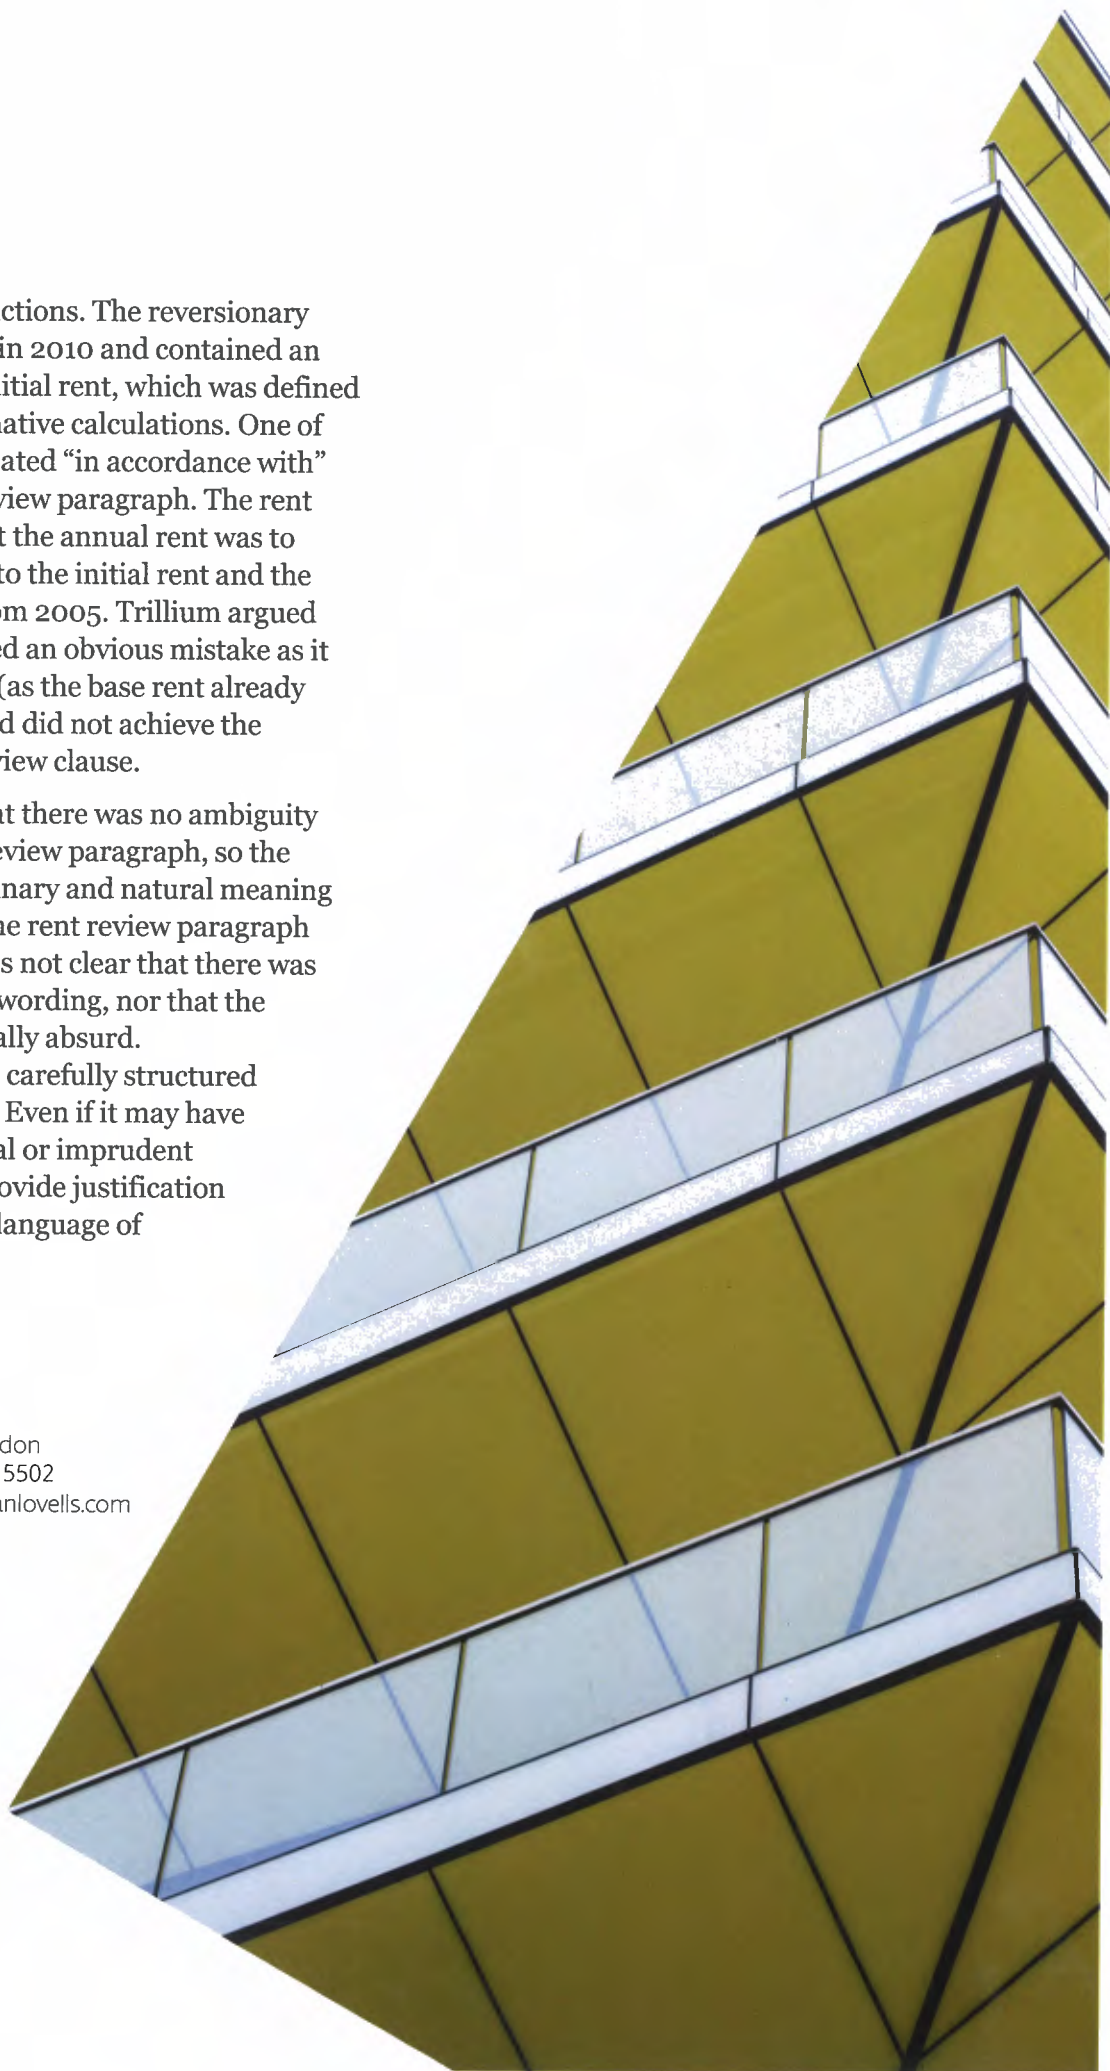 ctions. The reversionary
in 2010 and contained an
itial rent, which was defined
native calculations. One of
ated “in accordance with”
view paragraph. The rent
t the annual rent was to
to the initial rent and the
om 2005. Trillium argued
ed an obvious mistake as it
(as the base rent already
d did not achieve the
view clause.
at there was no ambiguity
eview paragraph, so the
inary and natural meaning
he rent review paragraph
s not clear that there was
wording, nor that the
ally absurd.
carefully structured
Even if it may have
al or imprudent
ovide justification
language of
don
5502
anlovells.com